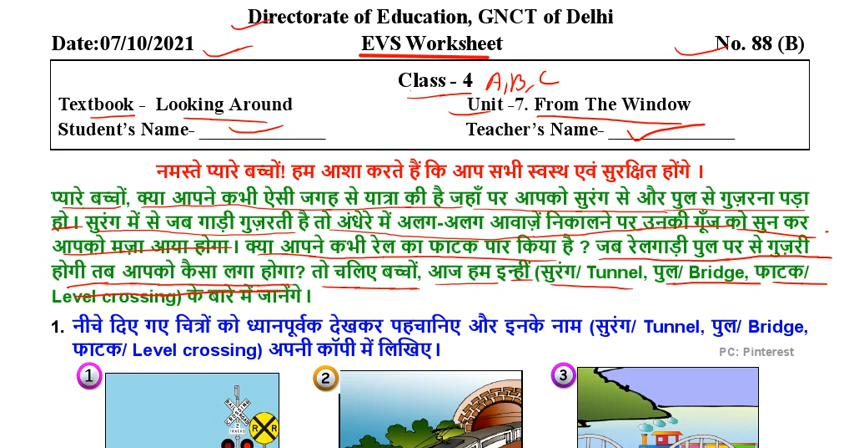 Directorate of Education, GNCT of Delhi
Date:07/10/2021 EVS Worksheet No. 88 (B)
Class - 4 A, B, C
Textbook - Looking Around Unit -7. From The Window
Student’s Name- Teacher’s Name-
नमस्ते प्यारे बच्चों! हम आशा करते हैं कि आप सभी स्वस्थ एवं सुरक्षित होंगे ।
प्यारे बच्चों, क्या आपने कभी ऐसी जगह से यात्रा की है जहाँ पर आपको सुरंग से और पुल से गुज़रना पड़ा
हो । सुरंग में से जब गाड़ी गुज़रती है तो अंधेरे में अलग-अलग आवाज़ें निकालने पर उनकी गूँज को सुन कर
आपको मज़ा आया होगा । क्या आपने कभी रेल का फाटक पार किया है ? जब रेलगाड़ी पुल पर से गुज़री
होगी तब आपको कैसा लगा होगा? तो चलिए बच्चों, आज हम इन्हीं (सुरंग/ Tunnel, पुल/ Bridge, फाटक/
Level crossing) के बारे में जानेंगे ।
1. नीचे दिए गए चित्रों को ध्यानपूर्वक देखकर पहचानिए और इनके नाम (सुरंग/ Tunnel, पुल/ Bridge,
फाटक/ Level crossing) अपनी कॉपी में लिखिए ।
PC: Pinterest
1 2 3
R R